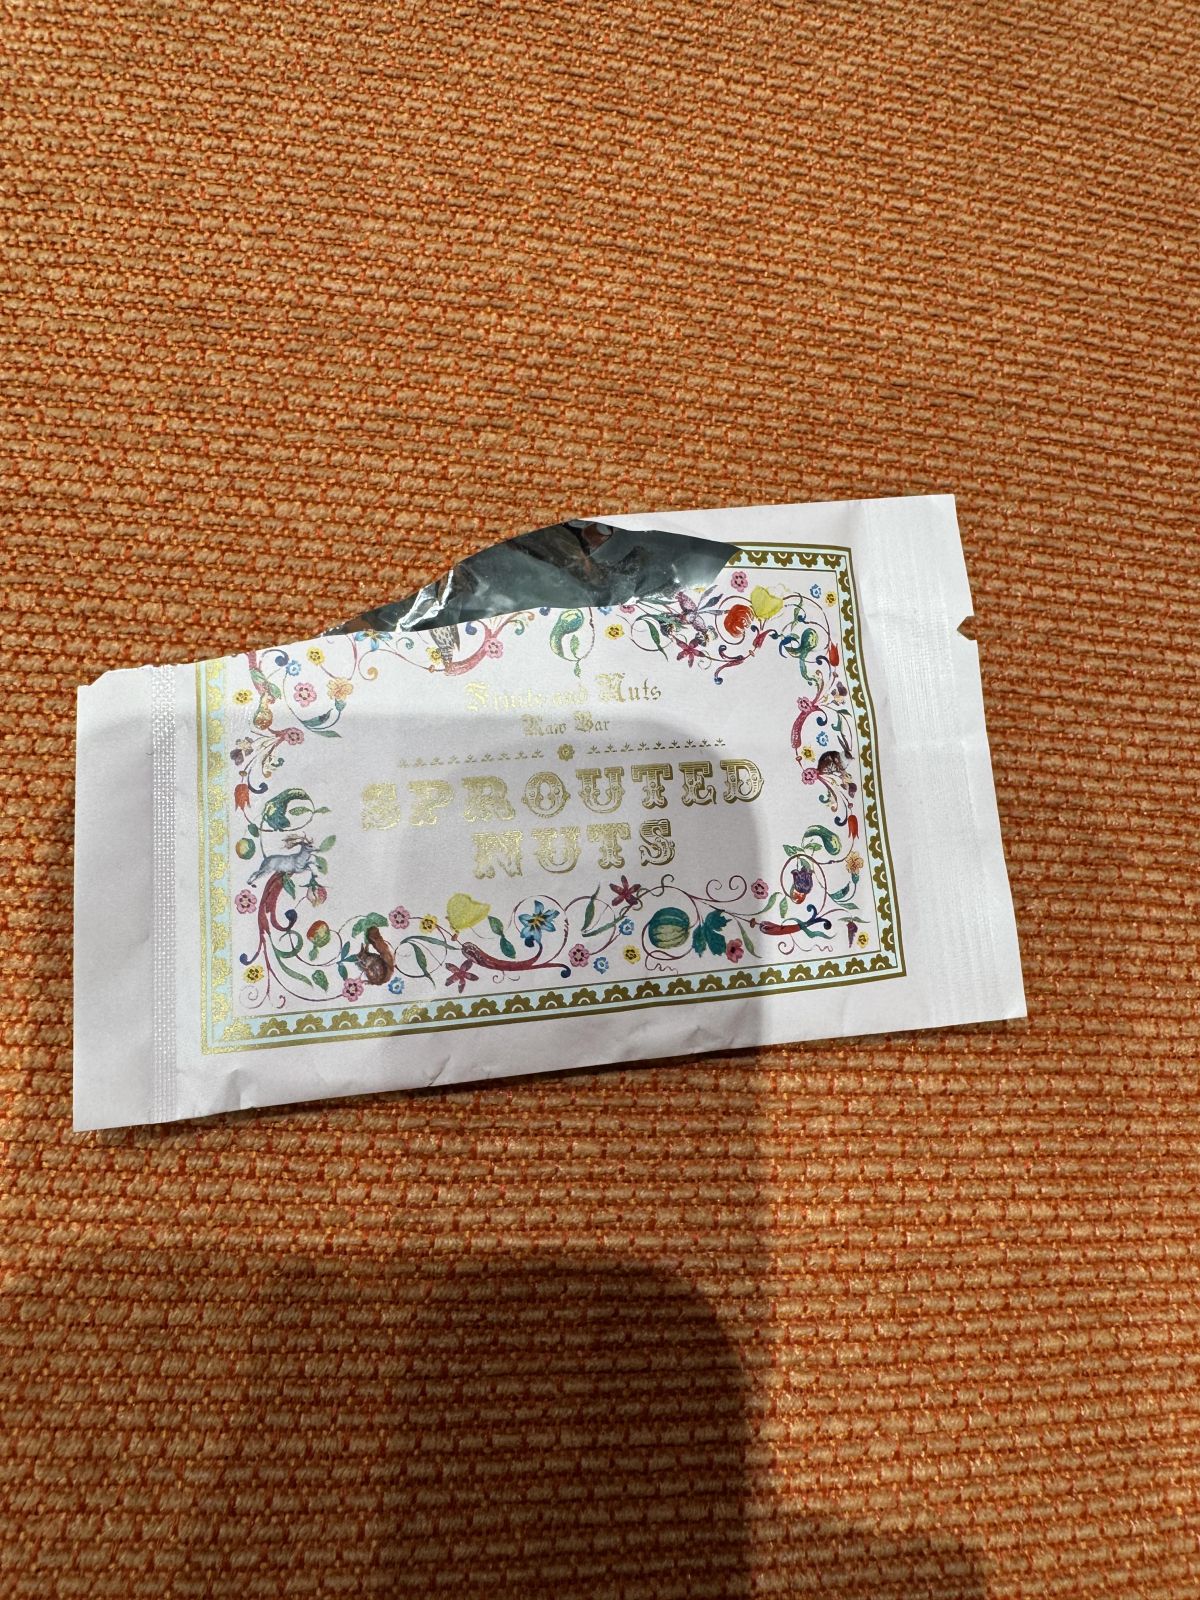 Fruits and Nuts
Raw Bar
SPROUTED
NUTS